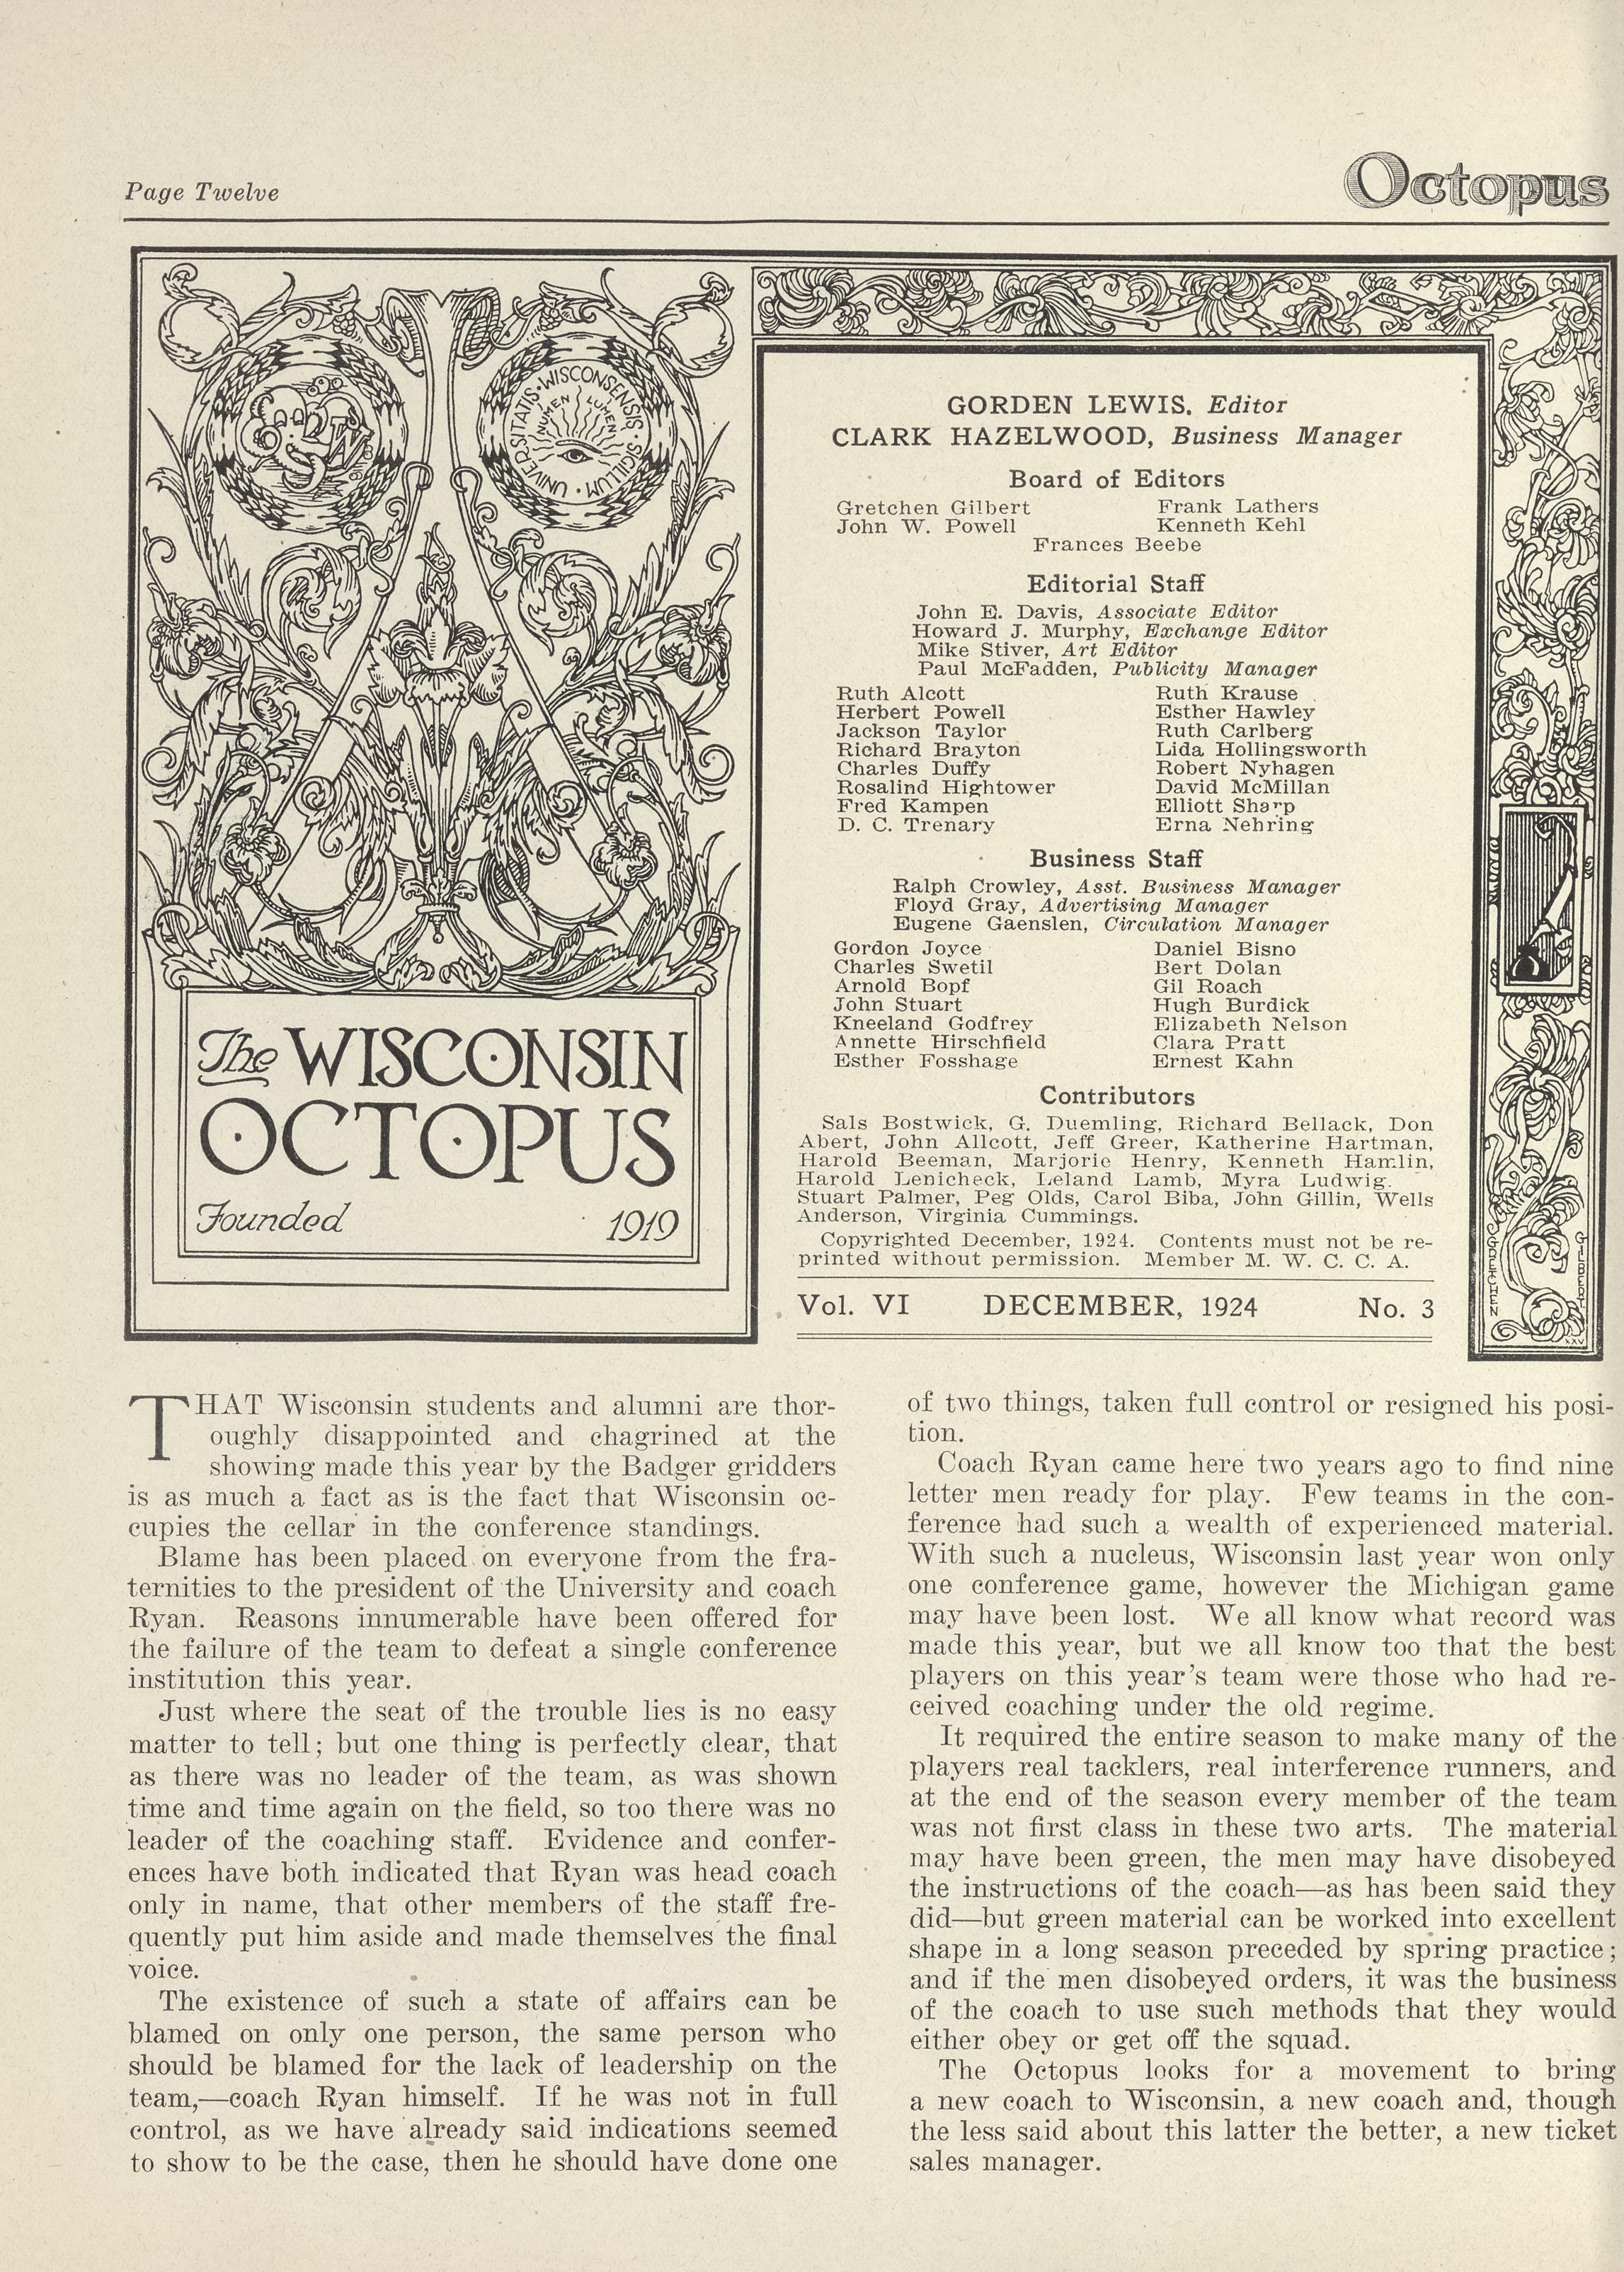 Page Twelve
Octopus
UNIVERSITATIS · WISCONSENSIS · SIGILLUM ·
NUMEN LUMEN
The WISCONSIN
OCTOPUS
Founded 1919
GORDEN LEWIS. Editor
CLARK HAZELWOOD, Business Manager
Board of Editors
Gretchen Gilbert Frank Lathers
John W. Powell Kenneth Kehl
Frances Beebe
Editorial Staff
John E. Davis, Associate Editor
Howard J. Murphy, Exchange Editor
Mike Stiver, Art Editor
Paul McFadden, Publicity Manager
Ruth Alcott Ruth Krause
Herbert Powell Esther Hawley
Jackson Taylor Ruth Carlberg
Richard Brayton Lida Hollingsworth
Charles Duffy Robert Nyhagen
Rosalind Hightower David McMillan
Fred Kampen Elliott Sharp
D. C. Trenary Erna Nehring
Business Staff
Ralph Crowley, Asst. Business Manager
Floyd Gray, Advertising Manager
Eugene Gaenslen, Circulation Manager
Gordon Joyce Daniel Bisno
Charles Swetil Bert Dolan
Arnold Bopf Gil Roach
John Stuart Hugh Burdick
Kneeland Godfrey Elizabeth Nelson
Annette Hirschfield Clara Pratt
Esther Fosshage Ernest Kahn
Contributors
Sals Bostwick, G. Duemling, Richard Bellack, Don
Abert, John Allcott, Jeff Greer, Katherine Hartman,
Harold Beeman, Marjorie Henry, Kenneth Hamlin,
Harold Lenicheck, Leland Lamb, Myra Ludwig.
Stuart Palmer, Peg Olds, Carol Biba, John Gillin, Wells
Anderson, Virginia Cummings.
Copyrighted December, 1924. Contents must not be re-
printed without permission. Member M. W. C. C. A.
Vol. VI DECEMBER, 1924 No. 3
GRETCHEN GILBERT
XXV
THAT Wisconsin students and alumni are thor-
oughly disappointed and chagrined at the
showing made this year by the Badger gridders
is as much a fact as is the fact that Wisconsin oc-
cupies the cellar in the conference standings.
Blame has been placed on everyone from the fra-
ternities to the president of the University and coach
Ryan. Reasons innumerable have been offered for
the failure of the team to defeat a single conference
institution this year.
Just where the seat of the trouble lies is no easy
matter to tell; but one thing is perfectly clear, that
as there was no leader of the team, as was shown
time and time again on the field, so too there was no
leader of the coaching staff. Evidence and confer-
ences have both indicated that Ryan was head coach
only in name, that other members of the staff fre-
quently put him aside and made themselves the final
voice.
The existence of such a state of affairs can be
blamed on only one person, the same person who
should be blamed for the lack of leadership on the
team,—coach Ryan himself. If he was not in full
control, as we have already said indications seemed
to show to be the case, then he should have done one
of two things, taken full control or resigned his posi-
tion.
Coach Ryan came here two years ago to find nine
letter men ready for play. Few teams in the con-
ference had such a wealth of experienced material.
With such a nucleus, Wisconsin last year won only
one conference game, however the Michigan game
may have been lost. We all know what record was
made this year, but we all know too that the best
players on this year's team were those who had re-
ceived coaching under the old regime.
It required the entire season to make many of the
players real tacklers, real interference runners, and
at the end of the season every member of the team
was not first class in these two arts. The material
may have been green, the men may have disobeyed
the instructions of the coach—as has been said they
did—but green material can be worked into excellent
shape in a long season preceded by spring practice;
and if the men disobeyed orders, it was the business
of the coach to use such methods that they would
either obey or get off the squad.
The Octopus looks for a movement to bring
a new coach to Wisconsin, a new coach and, though
the less said about this latter the better, a new ticket
sales manager.